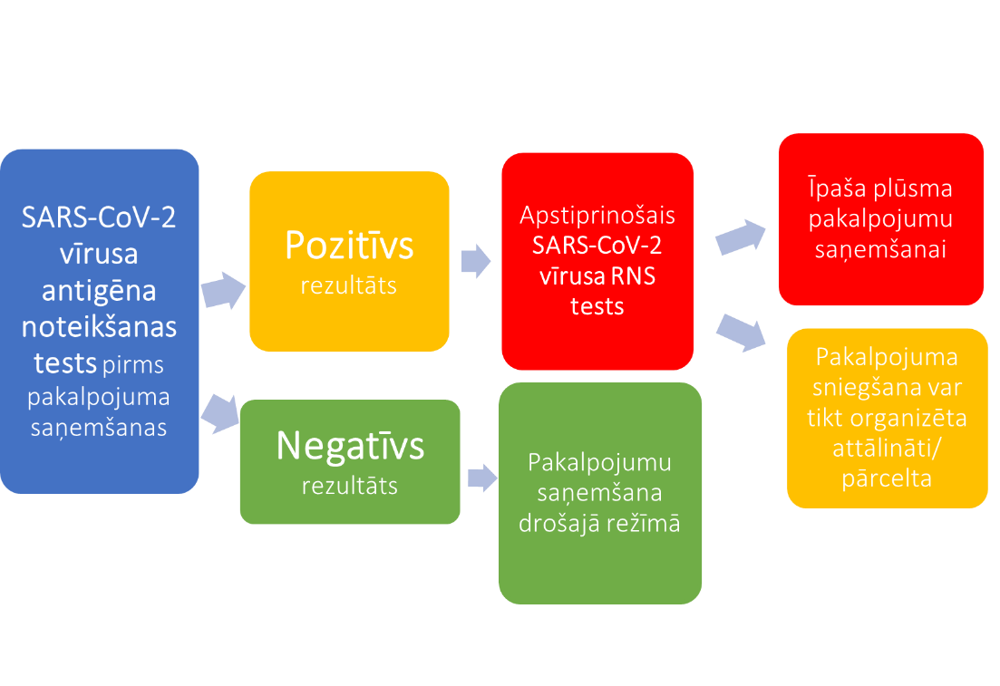 SARS-CoV-2
vīrusa
antigēna
noteikšanas
tests pirms
pakalpojuma
saņemšanas
Pozitīvs
rezultāts
Negatīvs
rezultāts
Apstiprinošais
SARS-CoV-2
vīrusa RNS
tests
Pakalpojumu
saņemšana
drošajā režīmā
Īpaša plūsma
pakalpojumu
saņemšanai
Pakalpojuma
sniegšana var
tikt organizēta
attālināti/
pārcelta